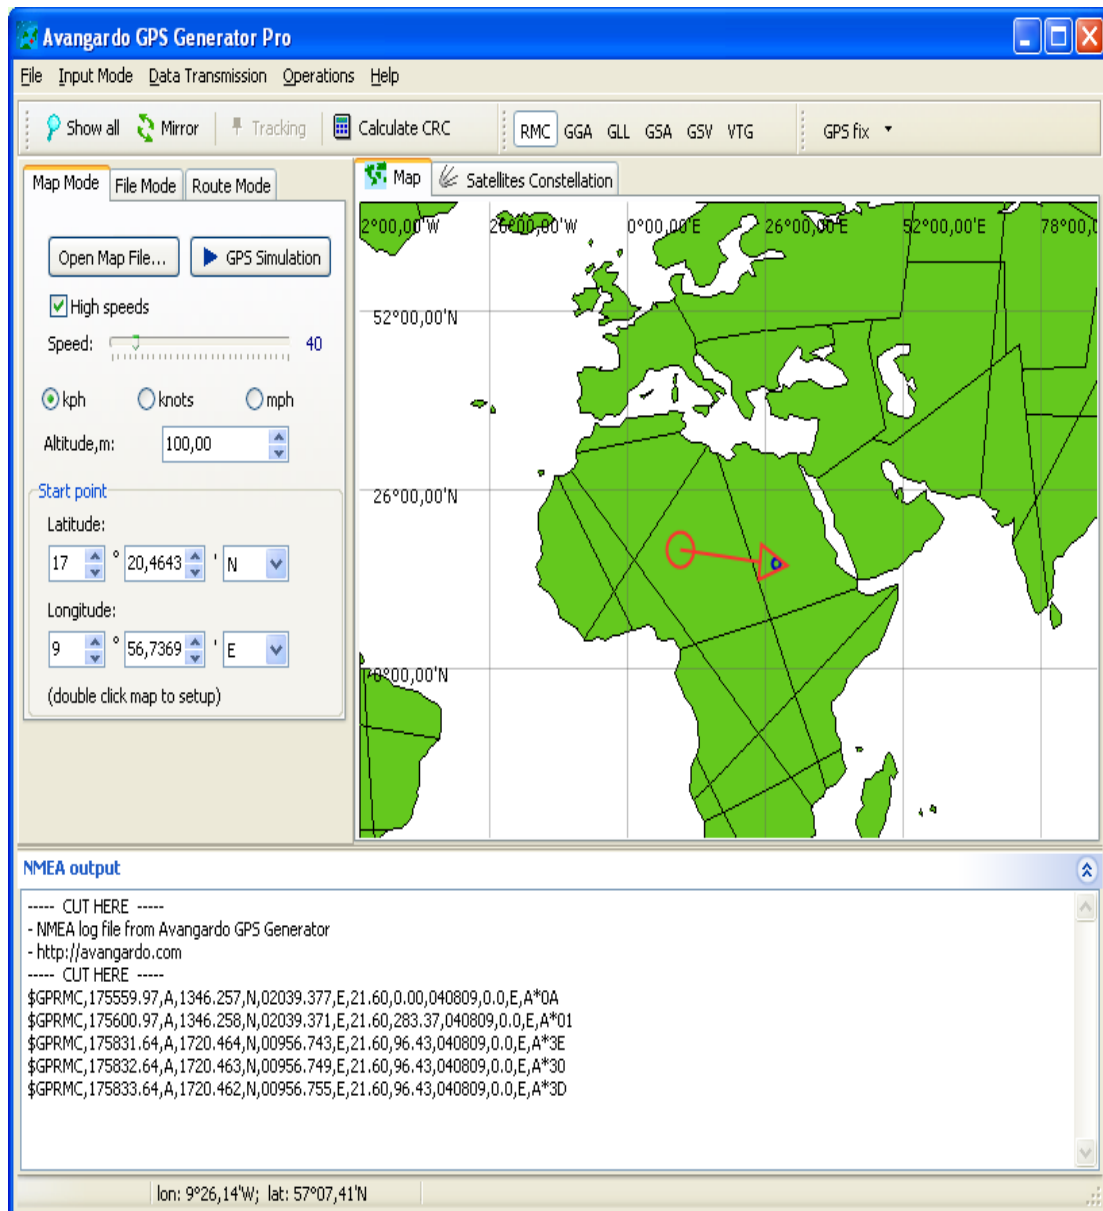 Avangardo GPS Generator Pro
File Input Mode Data Transmission Operations Help
Show all Mirror Tracking Calculate CRC RMC GGA GLL GSA GSV VTG GPS fix
Map Mode File Mode Route Mode
Map Satellites Constellation
2°00,00'W 26°00,00'W 0°00,00'E 26°00,00'E 52°00,00'E 78°00,0
Open Map File... GPS Simulation
High speeds
52°00,00'N
Speed: 40
kph knots mph
Altitude,m: 100,00
Start point
26°00,00'N
Latitude:
17 ° 20,4643 ' N
Longitude:
9 ° 56,7369 ' E
0°00,00'N
(double click map to setup)
NMEA output
----- CUT HERE -----
- NMEA log file from Avangardo GPS Generator
- http://avangardo.com
----- CUT HERE -----
$GPRMC,175559.97,A,1346.257,N,02039.377,E,21.60,0.00,040809,0.0,E,A*0A
$GPRMC,175600.97,A,1346.258,N,02039.371,E,21.60,283.37,040809,0.0,E,A*01
$GPRMC,175831.64,A,1720.464,N,00956.743,E,21.60,96.43,040809,0.0,E,A*3E
$GPRMC,175832.64,A,1720.463,N,00956.749,E,21.60,96.43,040809,0.0,E,A*30
$GPRMC,175833.64,A,1720.462,N,00956.755,E,21.60,96.43,040809,0.0,E,A*3D
lon: 9°26,14'W; lat: 57°07,41'N